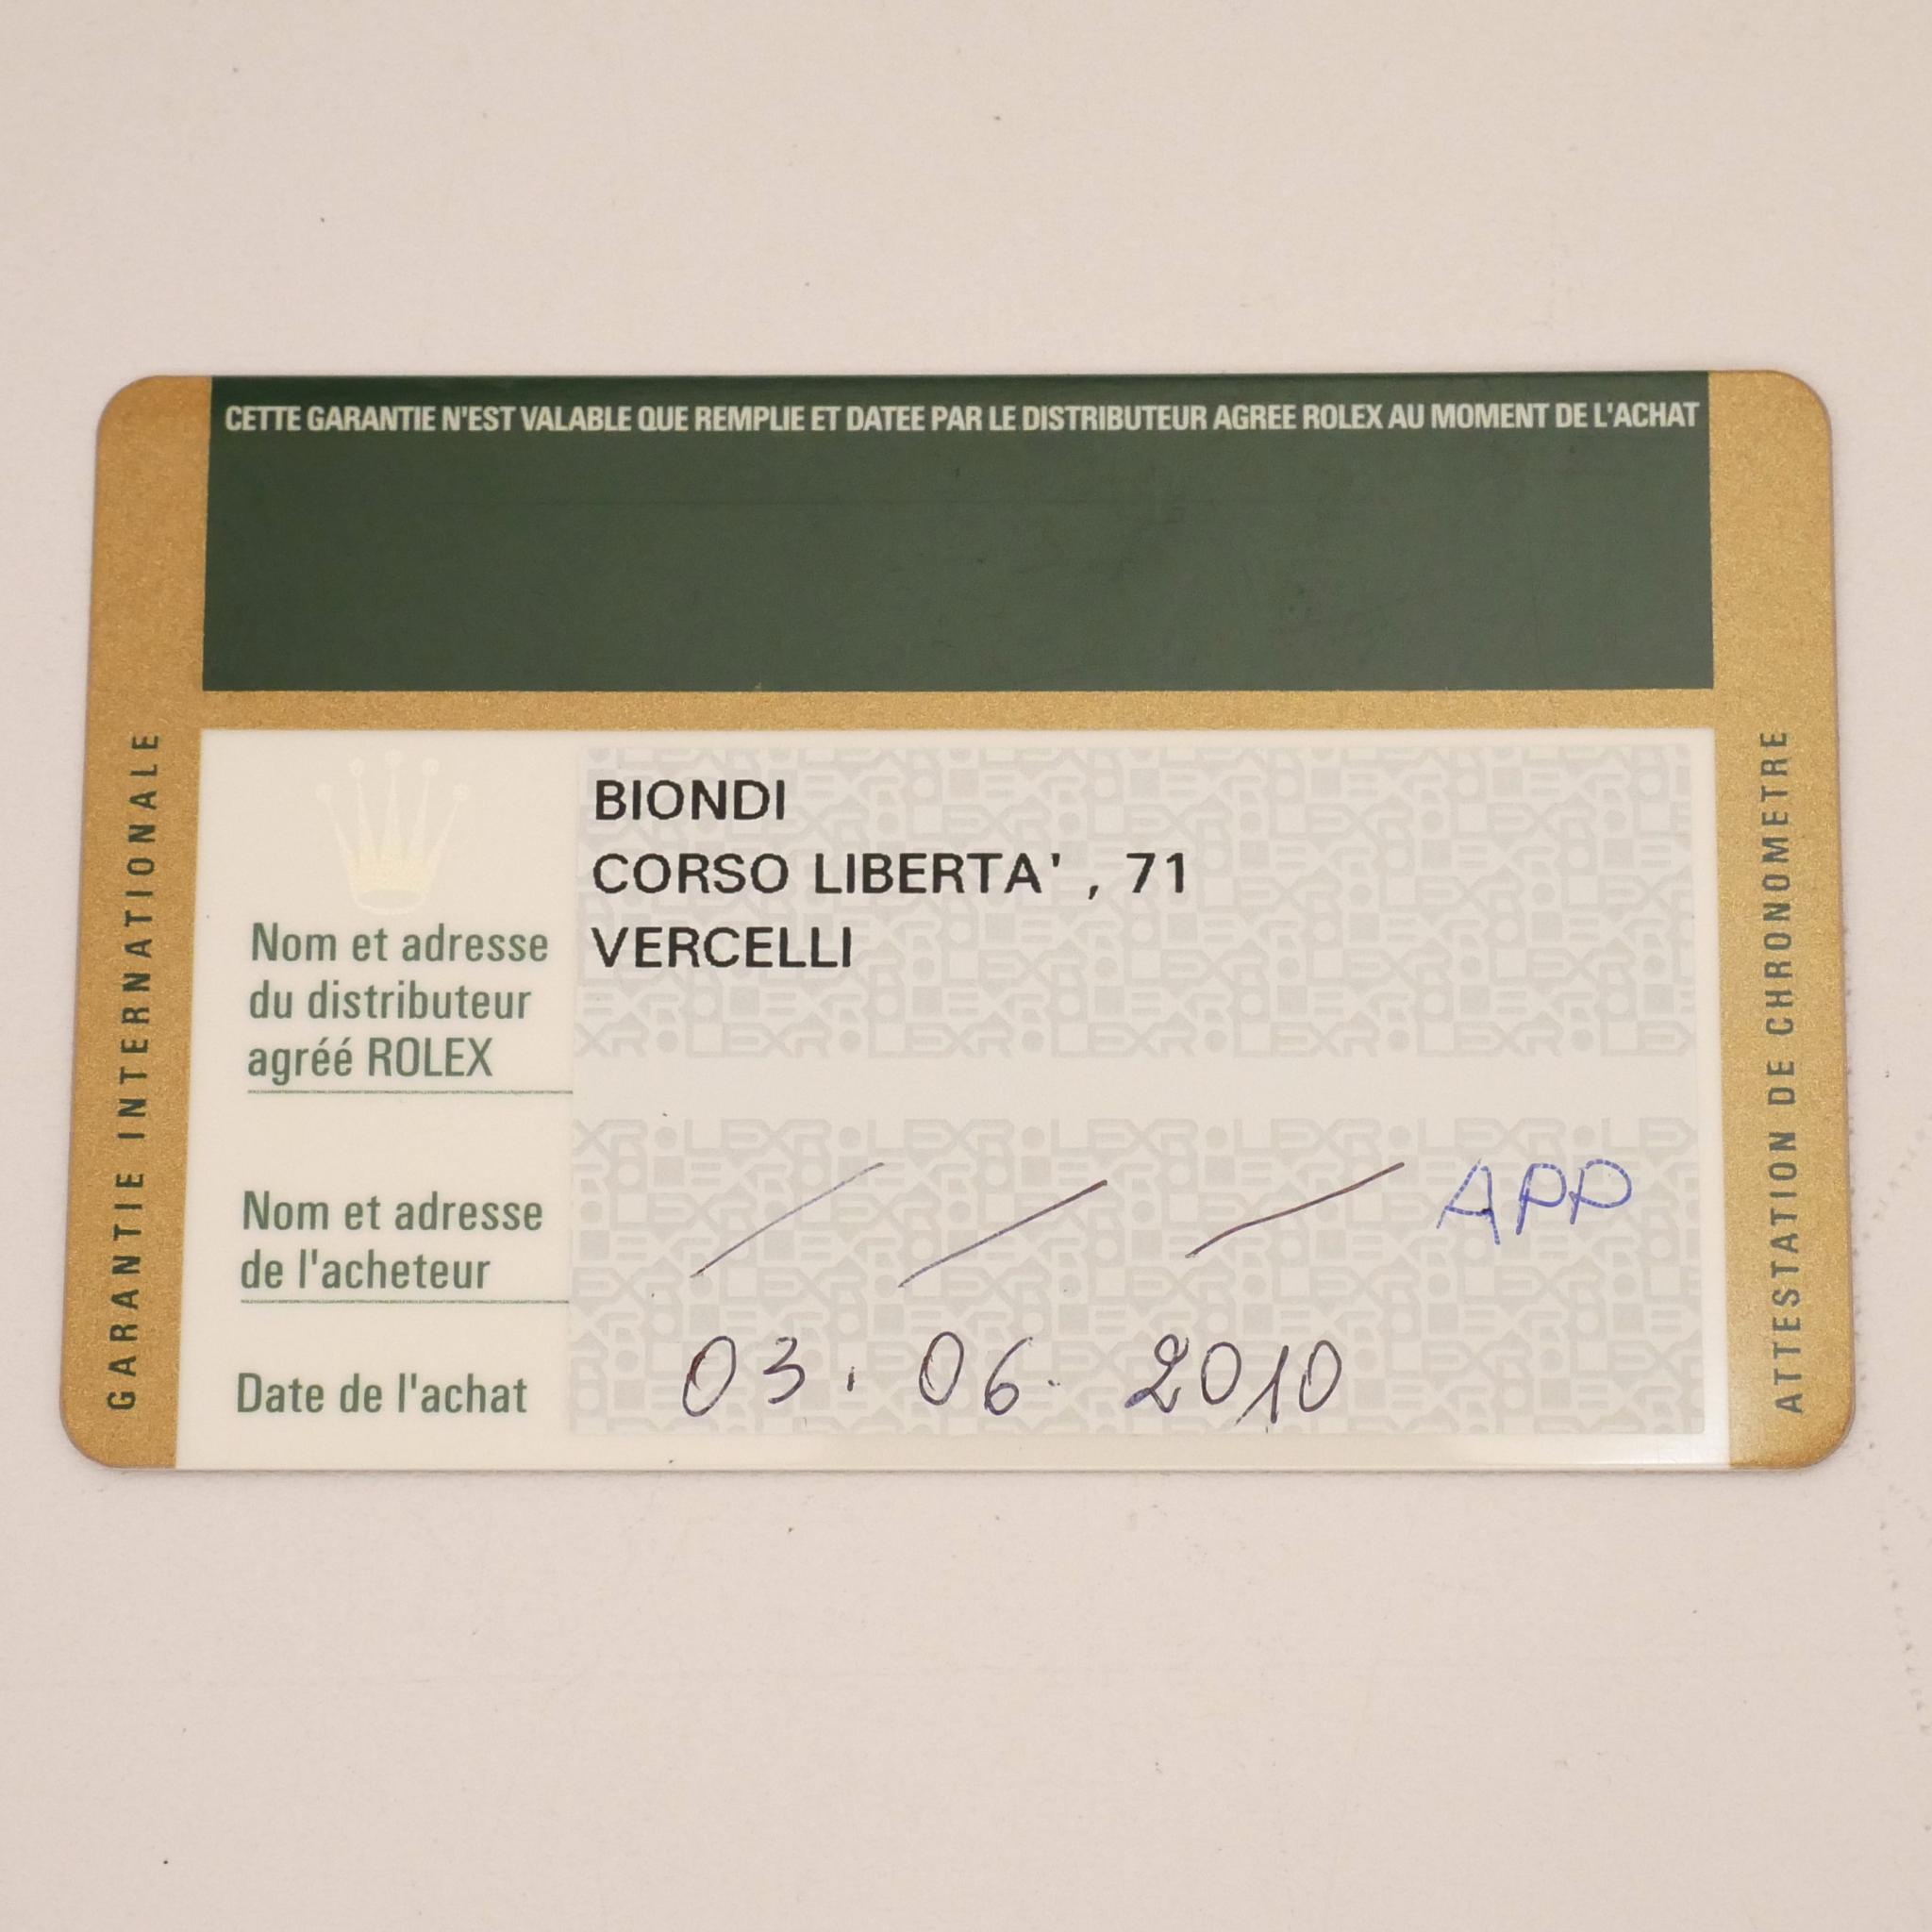 CETTE GARANTIE N'EST VALABLE QUE REMPLIE ET DATEE PAR LE DISTRIBUTEUR AGREE ROLEX AU MOMENT DE L'ACHAT
GARANTIE INTERNATIONALE
BIONDI
CORSO LIBERTA' , 71
VERCELLI
Nom et adresse
du distributeur
agréé ROLEX
Nom et adresse
de l'acheteur
APP
Date de l'achat
03. 06. 2010
ATTESTATION DE CHRONOMETRE